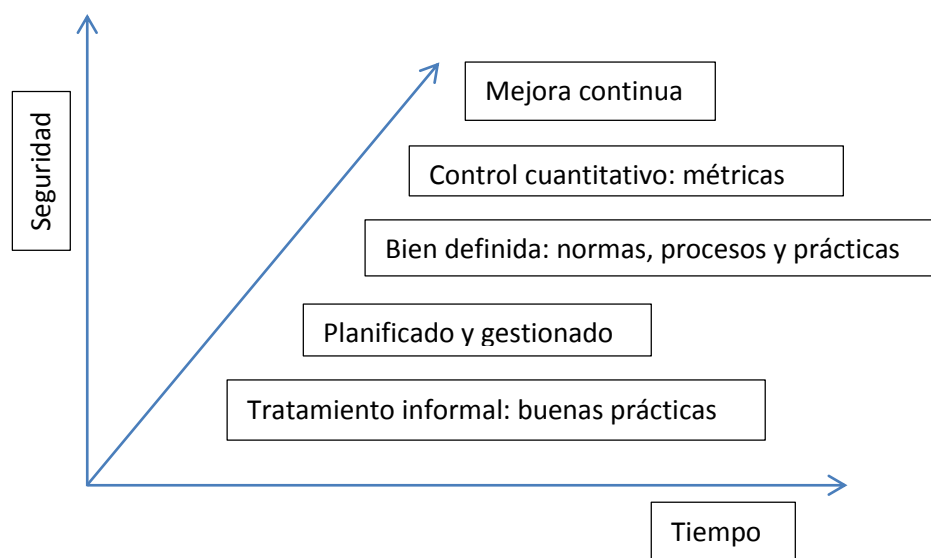 Seguridad
Mejora continua
Control cuantitativo: métricas
Bien definida: normas, procesos y prácticas
Planificado y gestionado
Tratamiento informal: buenas prácticas
Tiempo